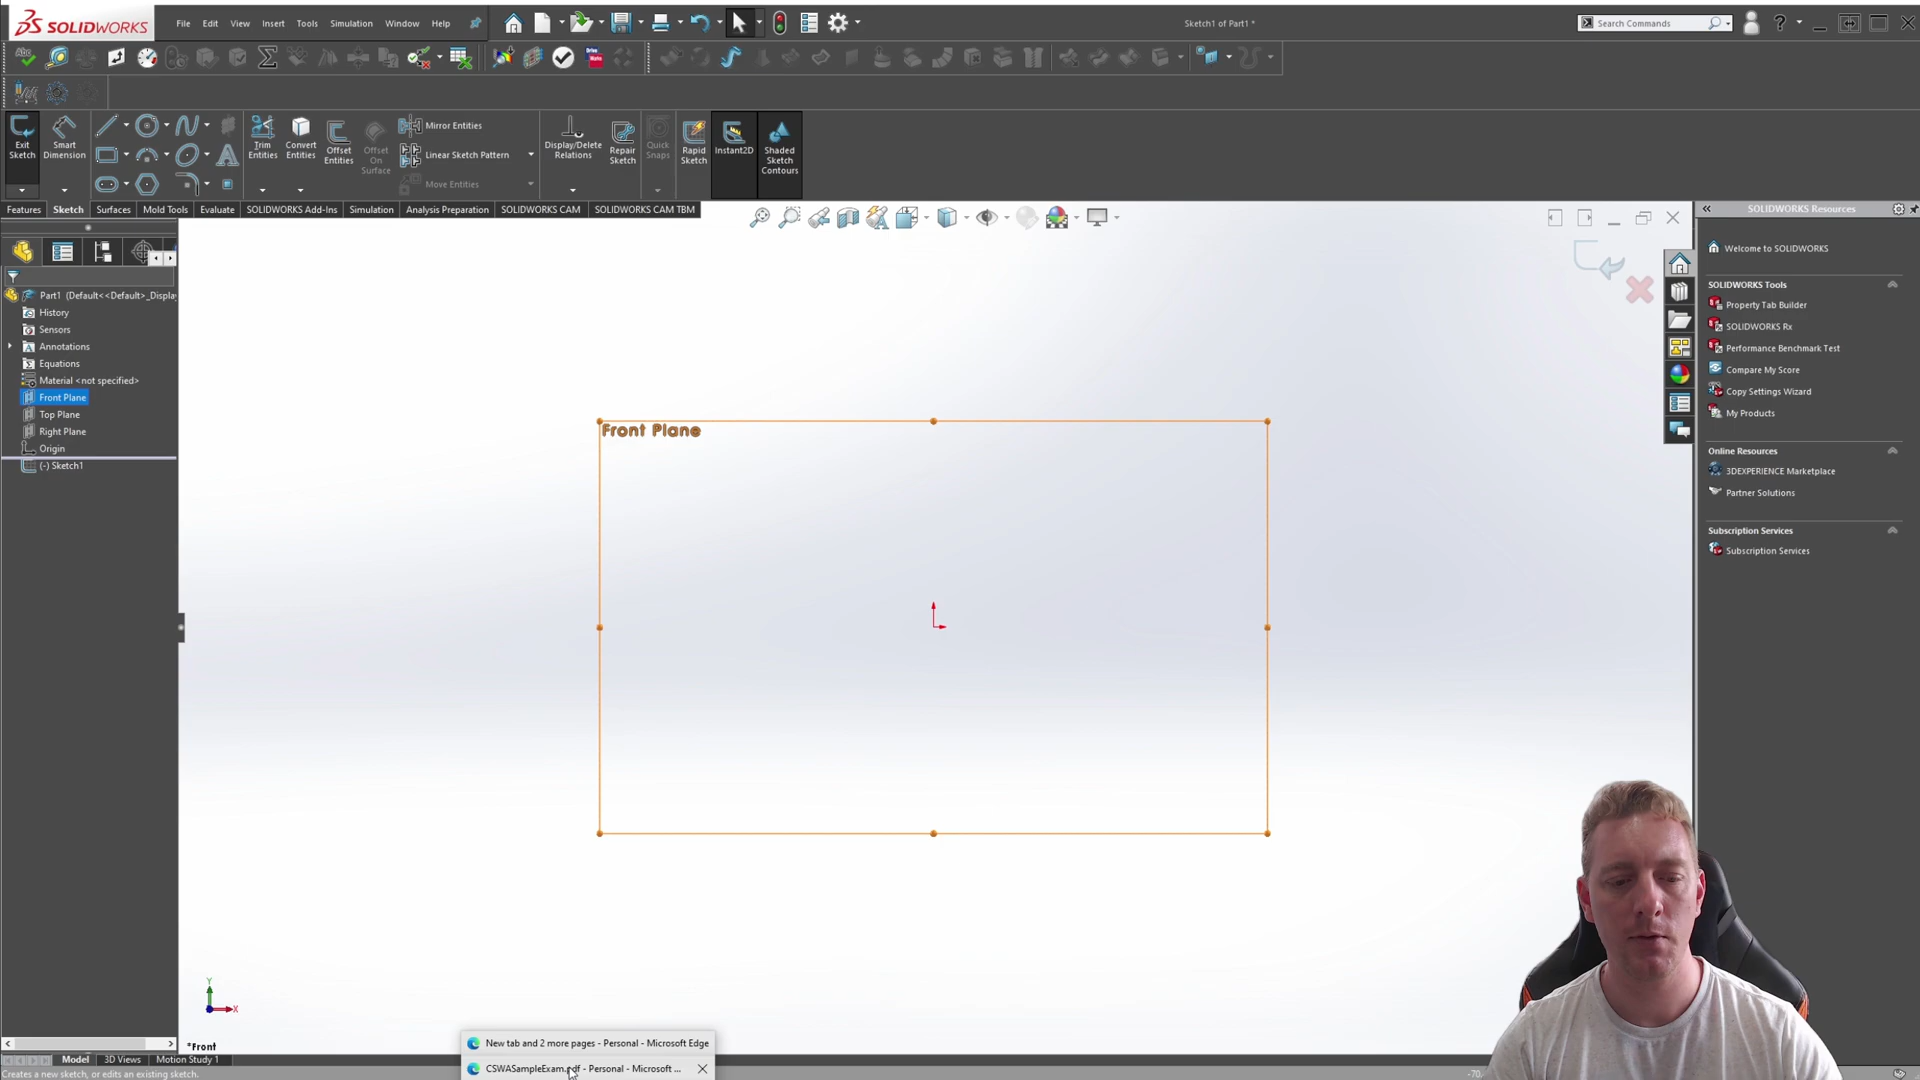 SOLIDWORKS File Edit View Insert Tools Simulation Window Help Sketch1 of Part1 * Search Commands
Exit Sketch
Smart Dimension
Trim Entities
Convert Entities
Offset Entities
Offset On Surface
Mirror Entities
Linear Sketch Pattern
Move Entities
Display/Delete Relations
Repair Sketch
Quick Snaps
Rapid Sketch
Instant2D
Shaded Sketch Contours
Features Sketch Surfaces Mold Tools Evaluate SOLIDWORKS Add-Ins Simulation Analysis Preparation SOLIDWORKS CAM SOLIDWORKS CAM TBM
Part1 (Default<<Default>_Displa
History
Sensors
Annotations
Equations
Material <not specified>
Front Plane
Top Plane
Right Plane
Origin
(-) Sketch1
Front Plane
SOLIDWORKS Resources
Welcome to SOLIDWORKS
SOLIDWORKS Tools
Property Tab Builder
SOLIDWORKS Rx
Performance Benchmark Test
Compare My Score
Copy Settings Wizard
My Products
Online Resources
3DEXPERIENCE Marketplace
Partner Solutions
Subscription Services
Subscription Services
Y
X
*Front
New tab and 2 more pages - Personal - Microsoft Edge
CSWASampleExam.pdf - Personal - Microsoft ...
Model 3D Views Motion Study 1
Creates a new sketch, or edits an existing sketch.